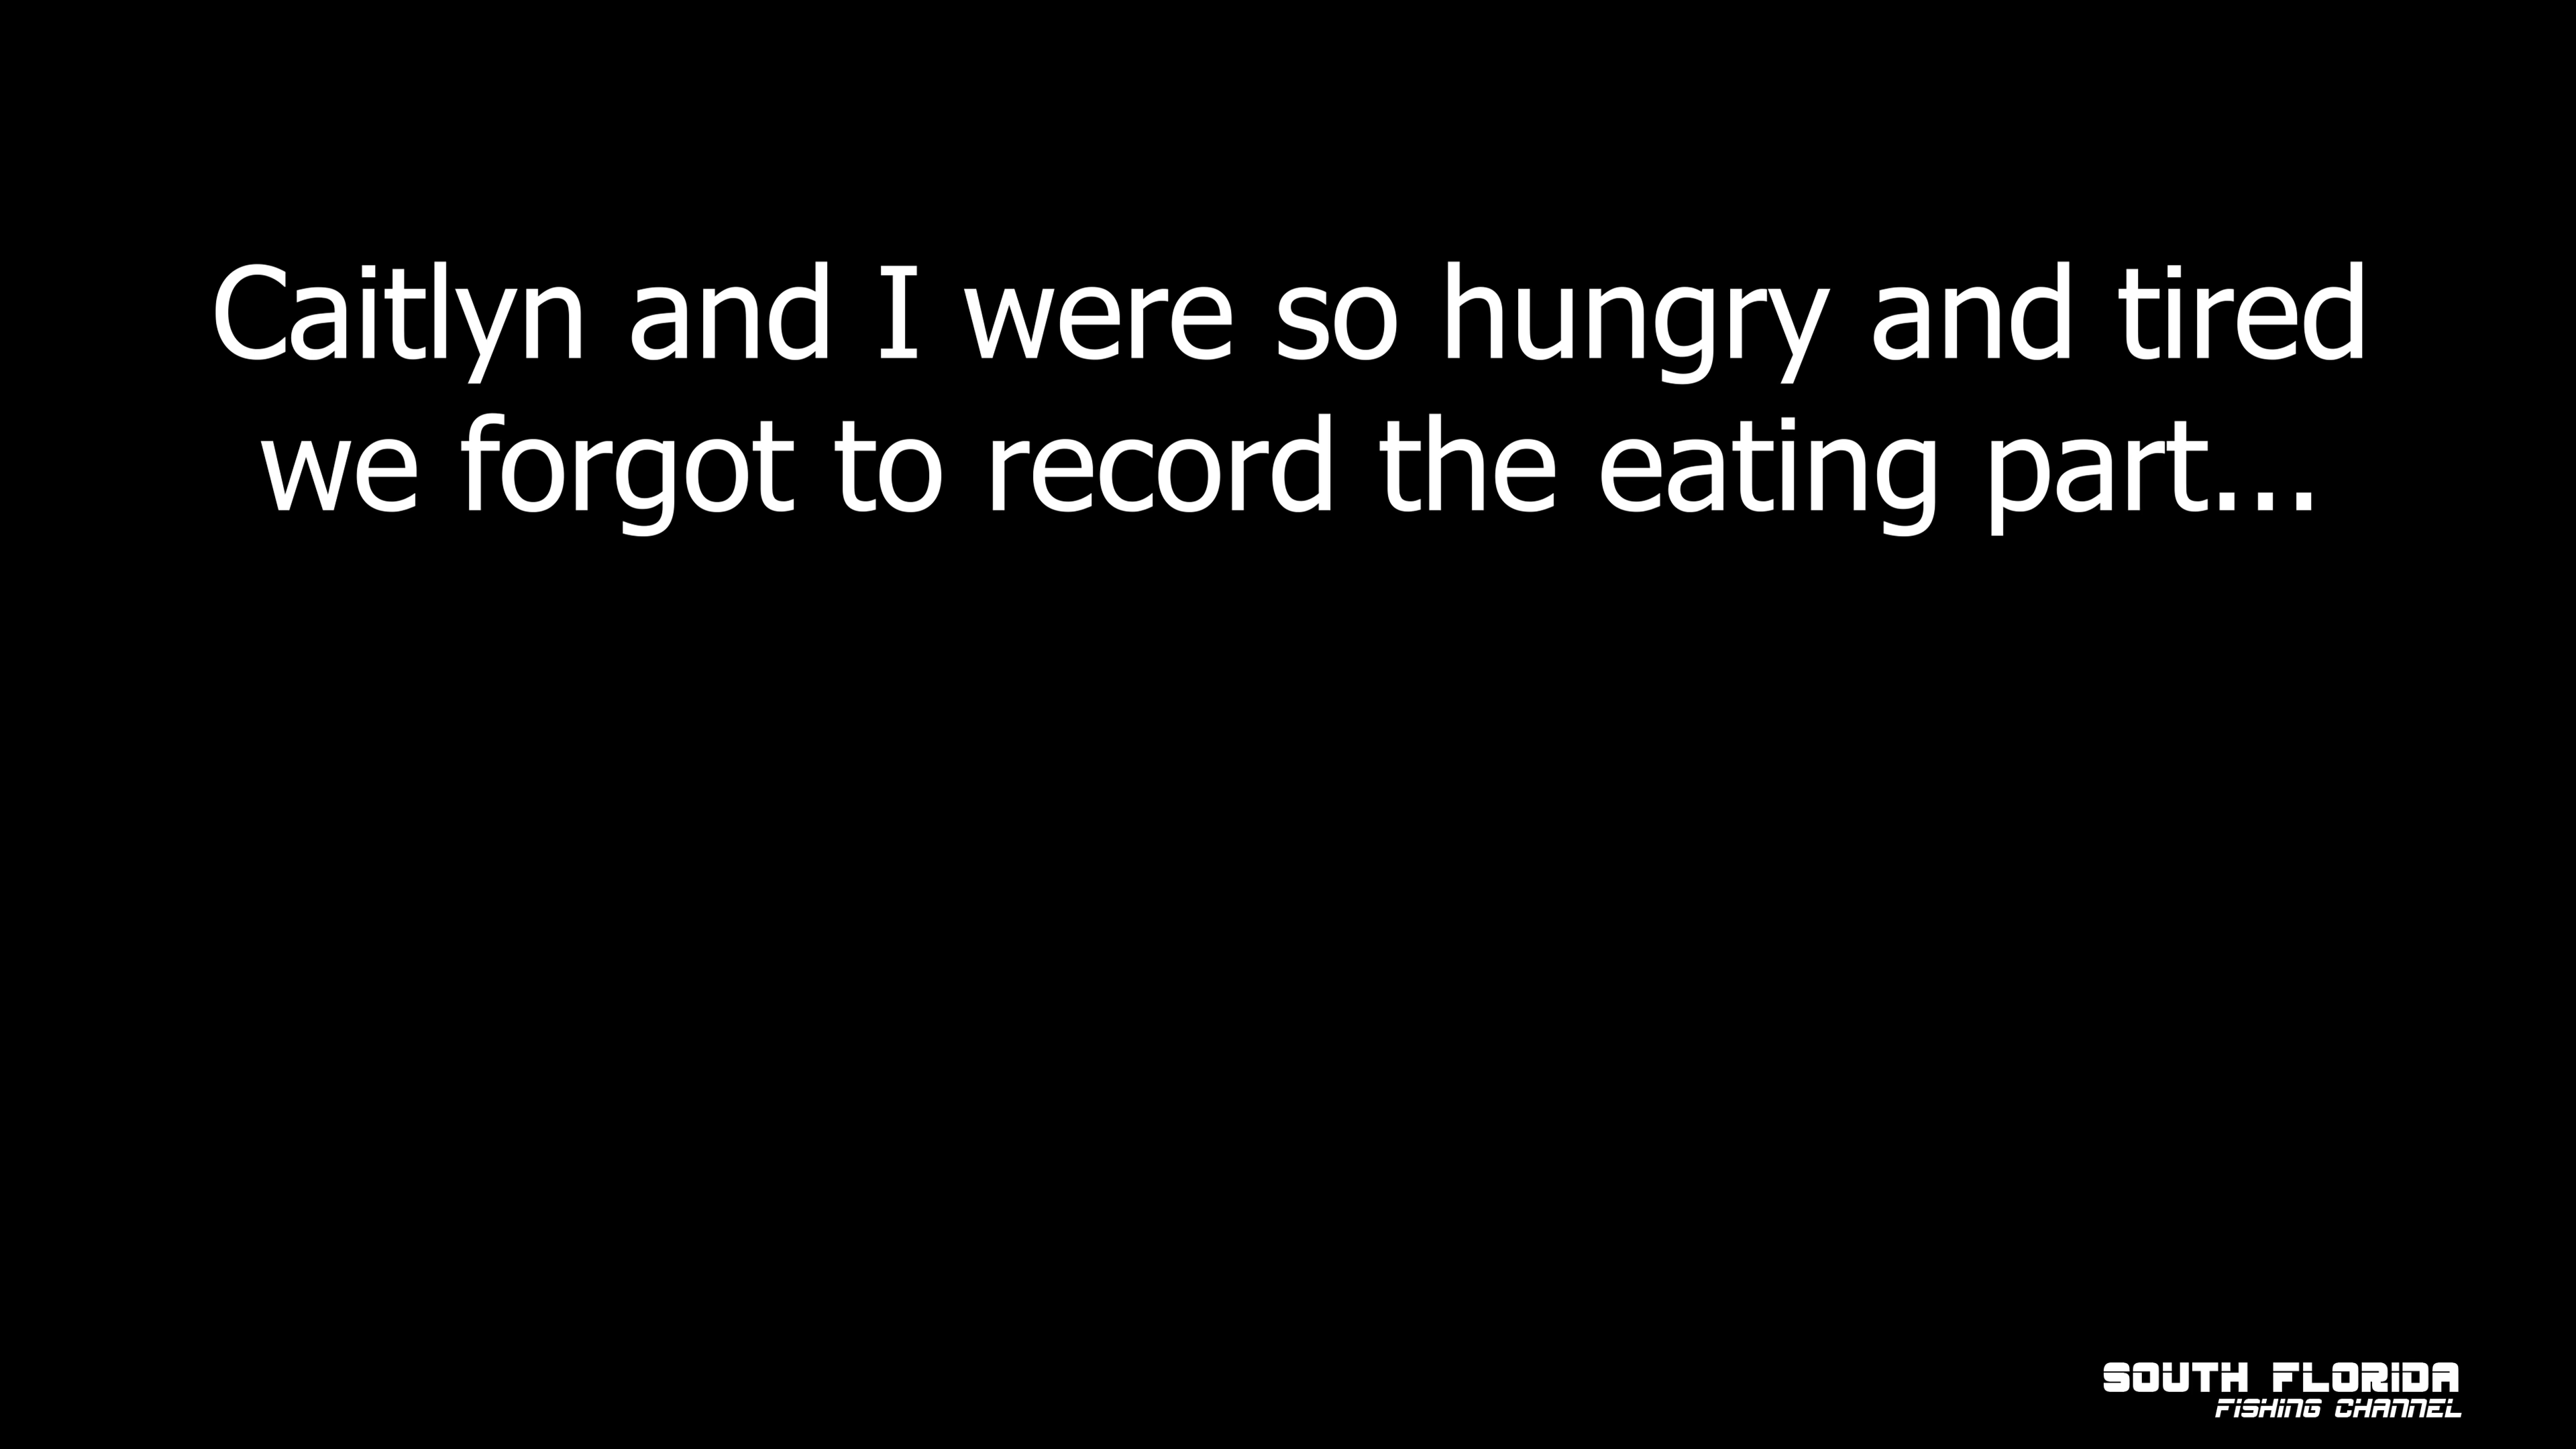 Caitlyn and I were so hungry and tired
we forgot to record the eating part...
SOUTH FLORIDA
FISHING CHANNEL